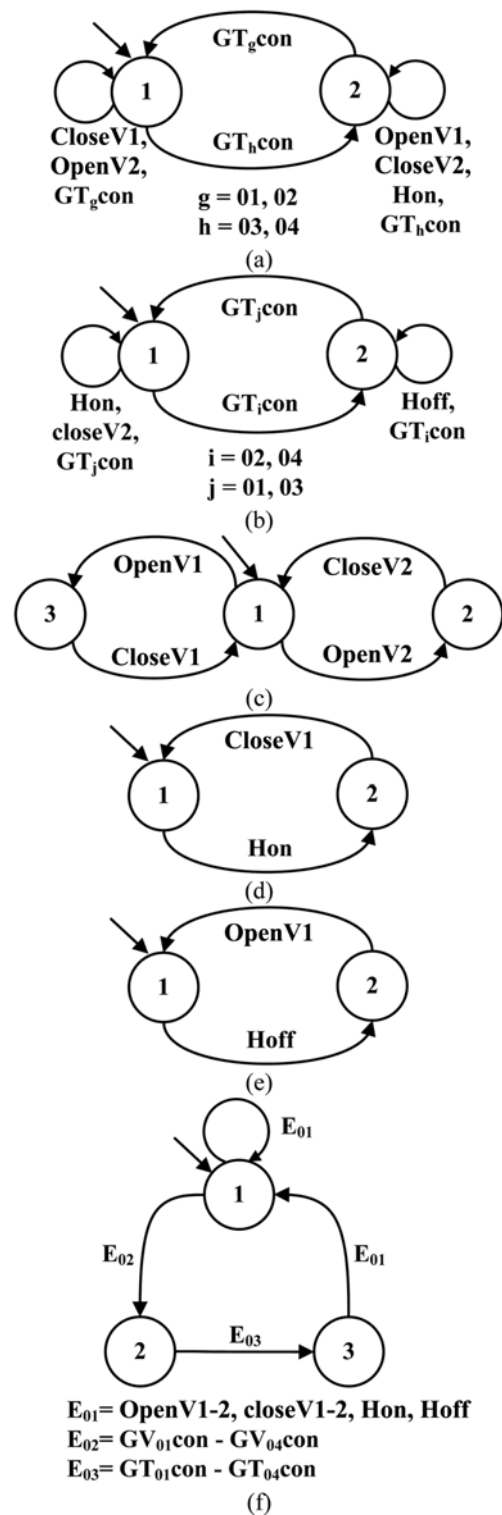 GTgcon
1
2
CloseV1,
OpenV2,
GTgcon
GThcon
OpenV1,
CloseV2,
Hon,
GThcon
g = 01, 02
h = 03, 04
(a)
GTjcon
1
2
Hon,
closeV2,
GTjcon
GTicon
Hoff,
GTicon
i = 02, 04
j = 01, 03
(b)
OpenV1
CloseV2
3
1
2
CloseV1
OpenV2
(c)
CloseV1
1
2
Hon
(d)
OpenV1
1
2
Hoff
(e)
E01
1
E02
E01
2
E03
3
E01= OpenV1-2, closeV1-2, Hon, Hoff
E02= GV01con - GV04con
E03= GT01con - GT04con
(f)